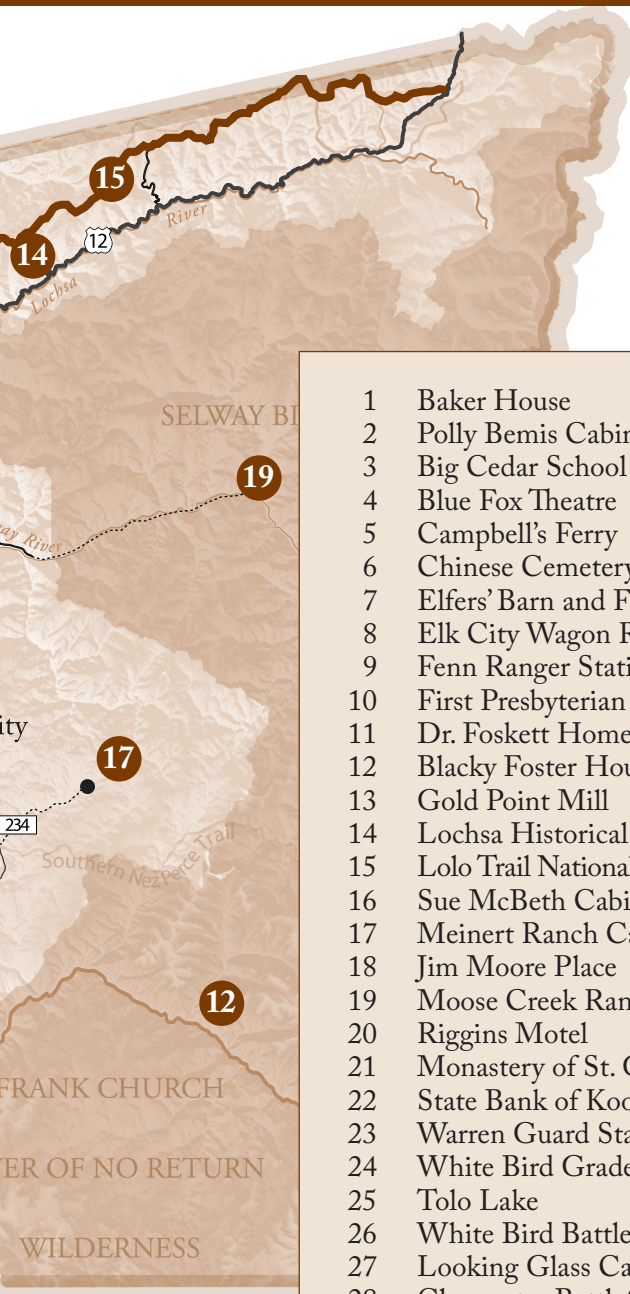 15
14
12
River
Lochsa
SELWAY BI
19
ay River
ity
17
234
Southern Nez Perce Trail
12
FRANK CHURCH
ER OF NO RETURN
WILDERNESS
1 Baker House
2 Polly Bemis Cabin
3 Big Cedar School
4 Blue Fox Theatre
5 Campbell's Ferry
6 Chinese Cemetery
7 Elfers' Barn and F
8 Elk City Wagon R
9 Fenn Ranger Stati
10 First Presbyterian
11 Dr. Foskett Home
12 Blacky Foster Hou
13 Gold Point Mill
14 Lochsa Historical
15 Lolo Trail National
16 Sue McBeth Cabi
17 Meinert Ranch Ca
18 Jim Moore Place
19 Moose Creek Ran
20 Riggins Motel
21 Monastery of St. G
22 State Bank of Koo
23 Warren Guard Sta
24 White Bird Grade
25 Tolo Lake
26 White Bird Battle
27 Looking Glass Ca